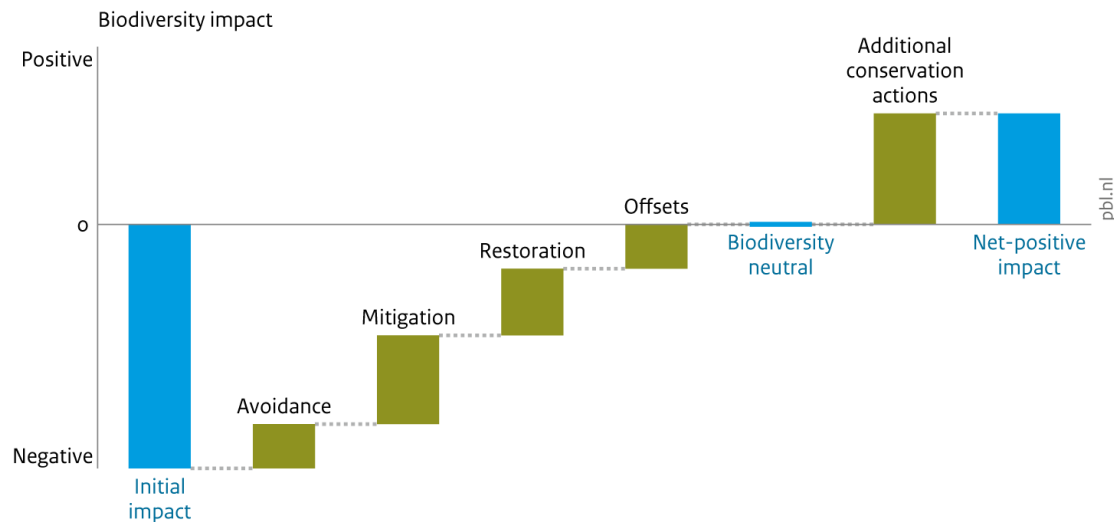 Biodiversity impact
Positive
Additional
conservation
actions
pbl.nl
0
Offsets
Biodiversity
neutral
Net-positive
impact
Restoration
Mitigation
Avoidance
Negative
Initial
impact